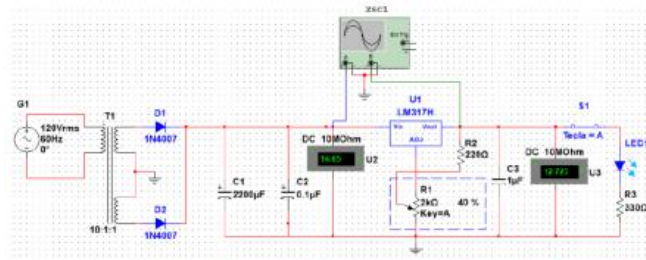 XSC1
G1
120Vrms
60Hz
0°
T1
10:1:1
D1
1N4007
D2
1N4007
C1
2200µF
C2
0.1µF
DC 10MOhm
U2
U1
LM317H
Vin
Vout
ADJ
R2
220Ω
R1
2kΩ
Key=A
40 %
C3
1µF
DC 10MOhm
U3
S1
Tecla = A
LED1
R3
330Ω